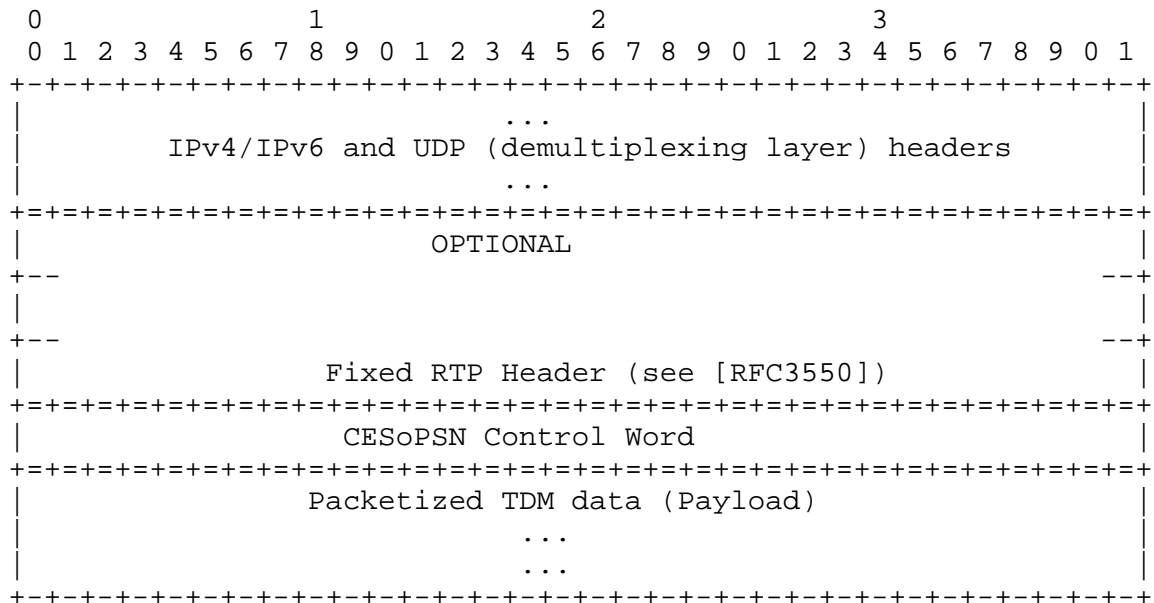 0                   1                   2                   3
 0 1 2 3 4 5 6 7 8 9 0 1 2 3 4 5 6 7 8 9 0 1 2 3 4 5 6 7 8 9 0 1
+-+-+-+-+-+-+-+-+-+-+-+-+-+-+-+-+-+-+-+-+-+-+-+-+-+-+-+-+-+-+-+-+
|                           ...                                 |
|        IPv4/IPv6 and UDP (demultiplexing layer) headers       |
|                           ...                                 |
+=+=+=+=+=+=+=+=+=+=+=+=+=+=+=+=+=+=+=+=+=+=+=+=+=+=+=+=+=+=+=+=+
|                       OPTIONAL                                |
+--                                                           --+
|                                                               |
+--                                                           --+
|                 Fixed RTP Header (see [RFC3550])              |
+=+=+=+=+=+=+=+=+=+=+=+=+=+=+=+=+=+=+=+=+=+=+=+=+=+=+=+=+=+=+=+=+
|                  CESoPSN Control Word                         |
+=+=+=+=+=+=+=+=+=+=+=+=+=+=+=+=+=+=+=+=+=+=+=+=+=+=+=+=+=+=+=+=+
|                Packetized TDM data (Payload)                  |
|                            ...                                |
|                            ...                                |
+-+-+-+-+-+-+-+-+-+-+-+-+-+-+-+-+-+-+-+-+-+-+-+-+-+-+-+-+-+-+-+-+